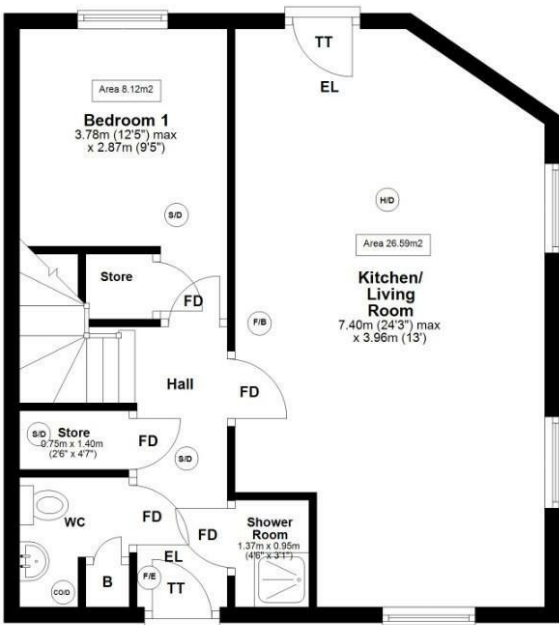 TT
EL
Area 8.12m2
Bedroom 1
3.78m (12'5") max
x 2.87m (9'5")
S/D
H/D
Area 26.59m2
Kitchen/
Living
Room
7.40m (24'3") max
x 3.96m (13')
Store
FD
F/B
Hall
FD
S/D
Store
0.75m x 1.40m
(2'6" x 4'7")
FD
S/D
WC
FD
FD
Shower
Room
1.37m x 0.95m
(4'6" x 3'1")
EL
F/E
TT
B
CO/D